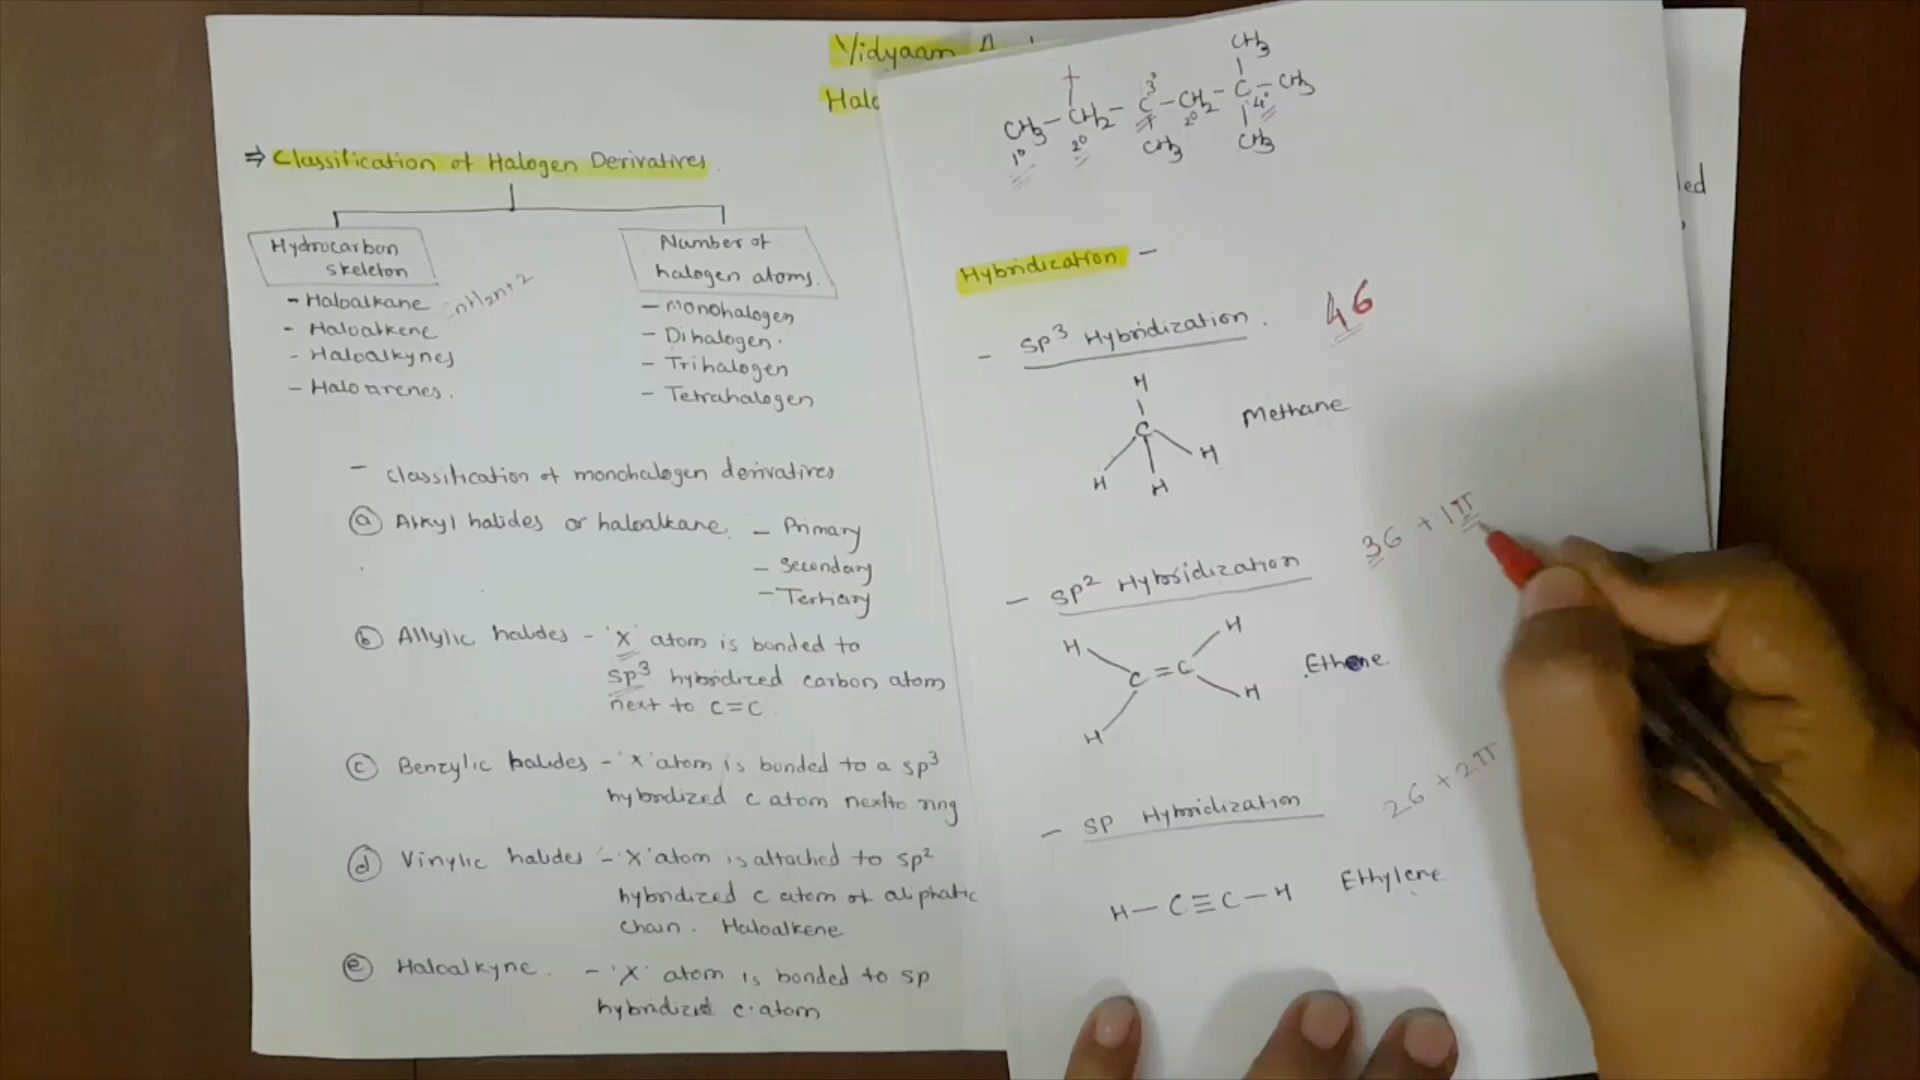 Vidyaam
Halo
⇒ Classification of Halogen Derivatives.
Hydrocarbon
skeleton
- Haloalkane
nH2n+2
- Haloalkene
- Haloalkynes
- Haloarenes.
Number of
halogen atoms.
- Monohalogen
- Dihalogen.
- Trihalogen
- Tetrahalogen
- Classification of monohalogen derivatives
ⓐ Alkyl halides or haloalkane. - Primary
- Secondary
- Tertiary
ⓑ Allylic halides - 'X' atom is bonded to
sp³ hybridized carbon atom
next to C=C.
ⓒ Benzylic halides - 'X' atom is bonded to a sp³
hybridized C atom next to ring
ⓓ Vinylic halides - 'X' atom is attached to sp²
hybridized C atom of aliphatic
chain. Haloalkene
ⓔ Haloalkyne. - 'X' atom is bonded to sp
hybridized C.atom
CH3
CH3 - CH2 - C - CH2 - C - CH3
1° 2° 3° 2° 4°
CH3 CH3
Hybridization -
- sp³ Hybridization. 4σ
H
C
H H H
Methane
- sp² Hybridization 3σ + 1π
H H
C=C
H H
Ethene.
- SP Hybridization 2σ + 2π
H-C≡C-H Ethylene
led